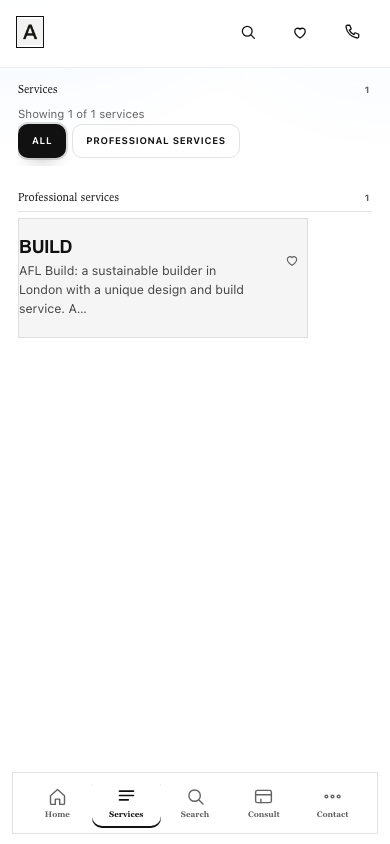 A
Services
1
Showing 1 of 1 services
ALL
PROFESSIONAL SERVICES
Professional services
1
BUILD
AFL Build: a sustainable builder in
London with a unique design and build
service. A...
Home
Services
Search
Consult
Contact